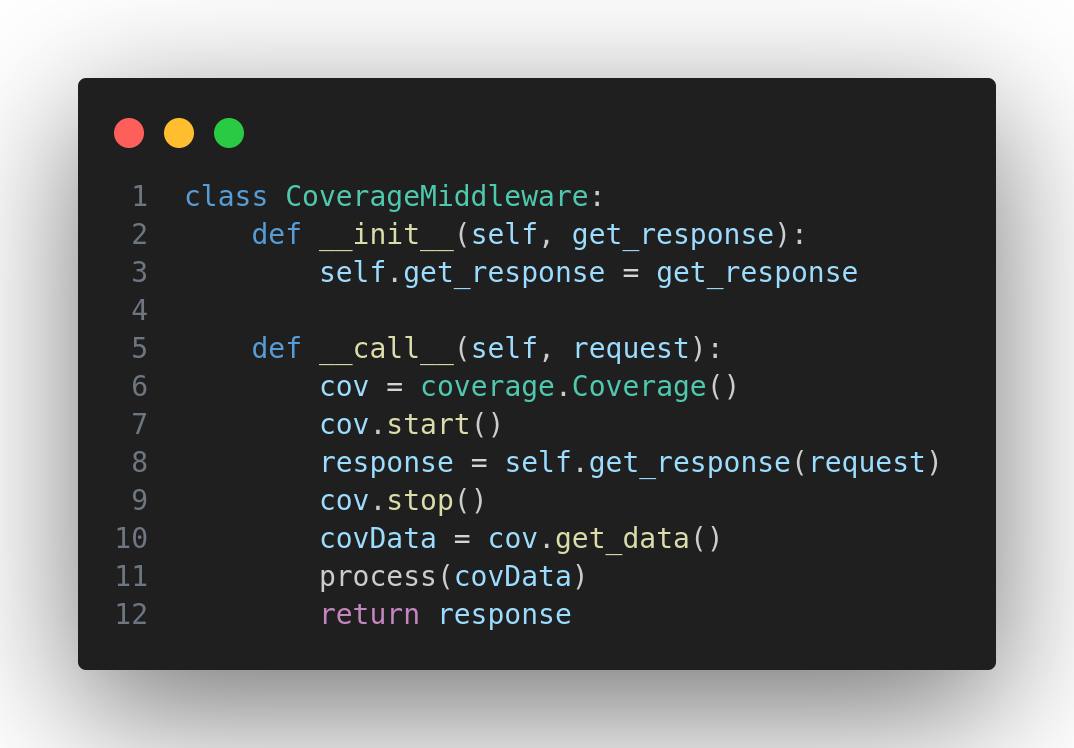 1 class CoverageMiddleware:
2     def __init__(self, get_response):
3         self.get_response = get_response
4
5     def __call__(self, request):
6         cov = coverage.Coverage()
7         cov.start()
8         response = self.get_response(request)
9         cov.stop()
10         covData = cov.get_data()
11         process(covData)
12         return response